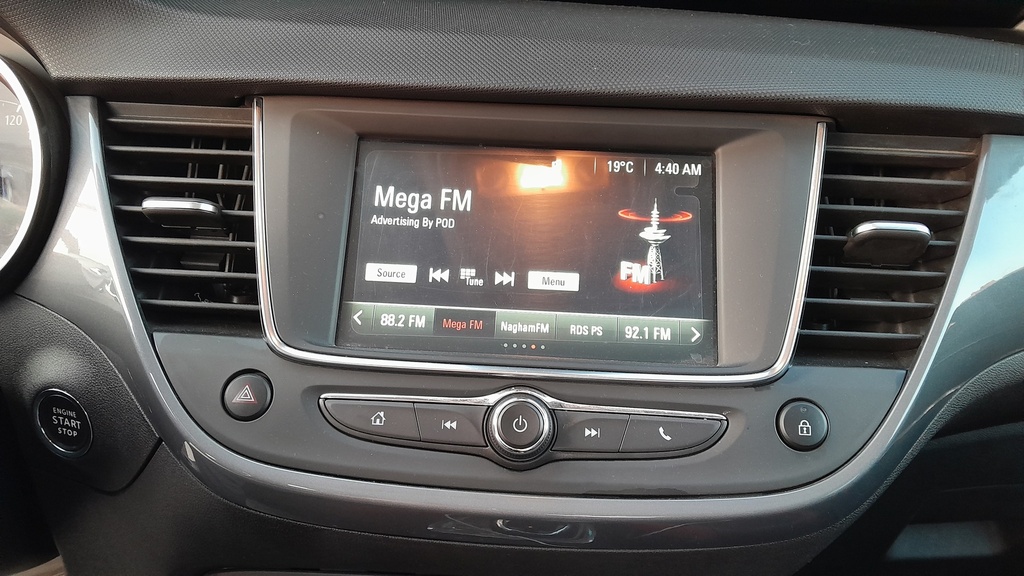 120
19°C
4:40 AM
Mega FM
Advertising By POD
FM
Source
Tune
Menu
88.2 FM
Mega FM
NaghamFM
RDS PS
92.1 FM
ENGINE
START
STOP